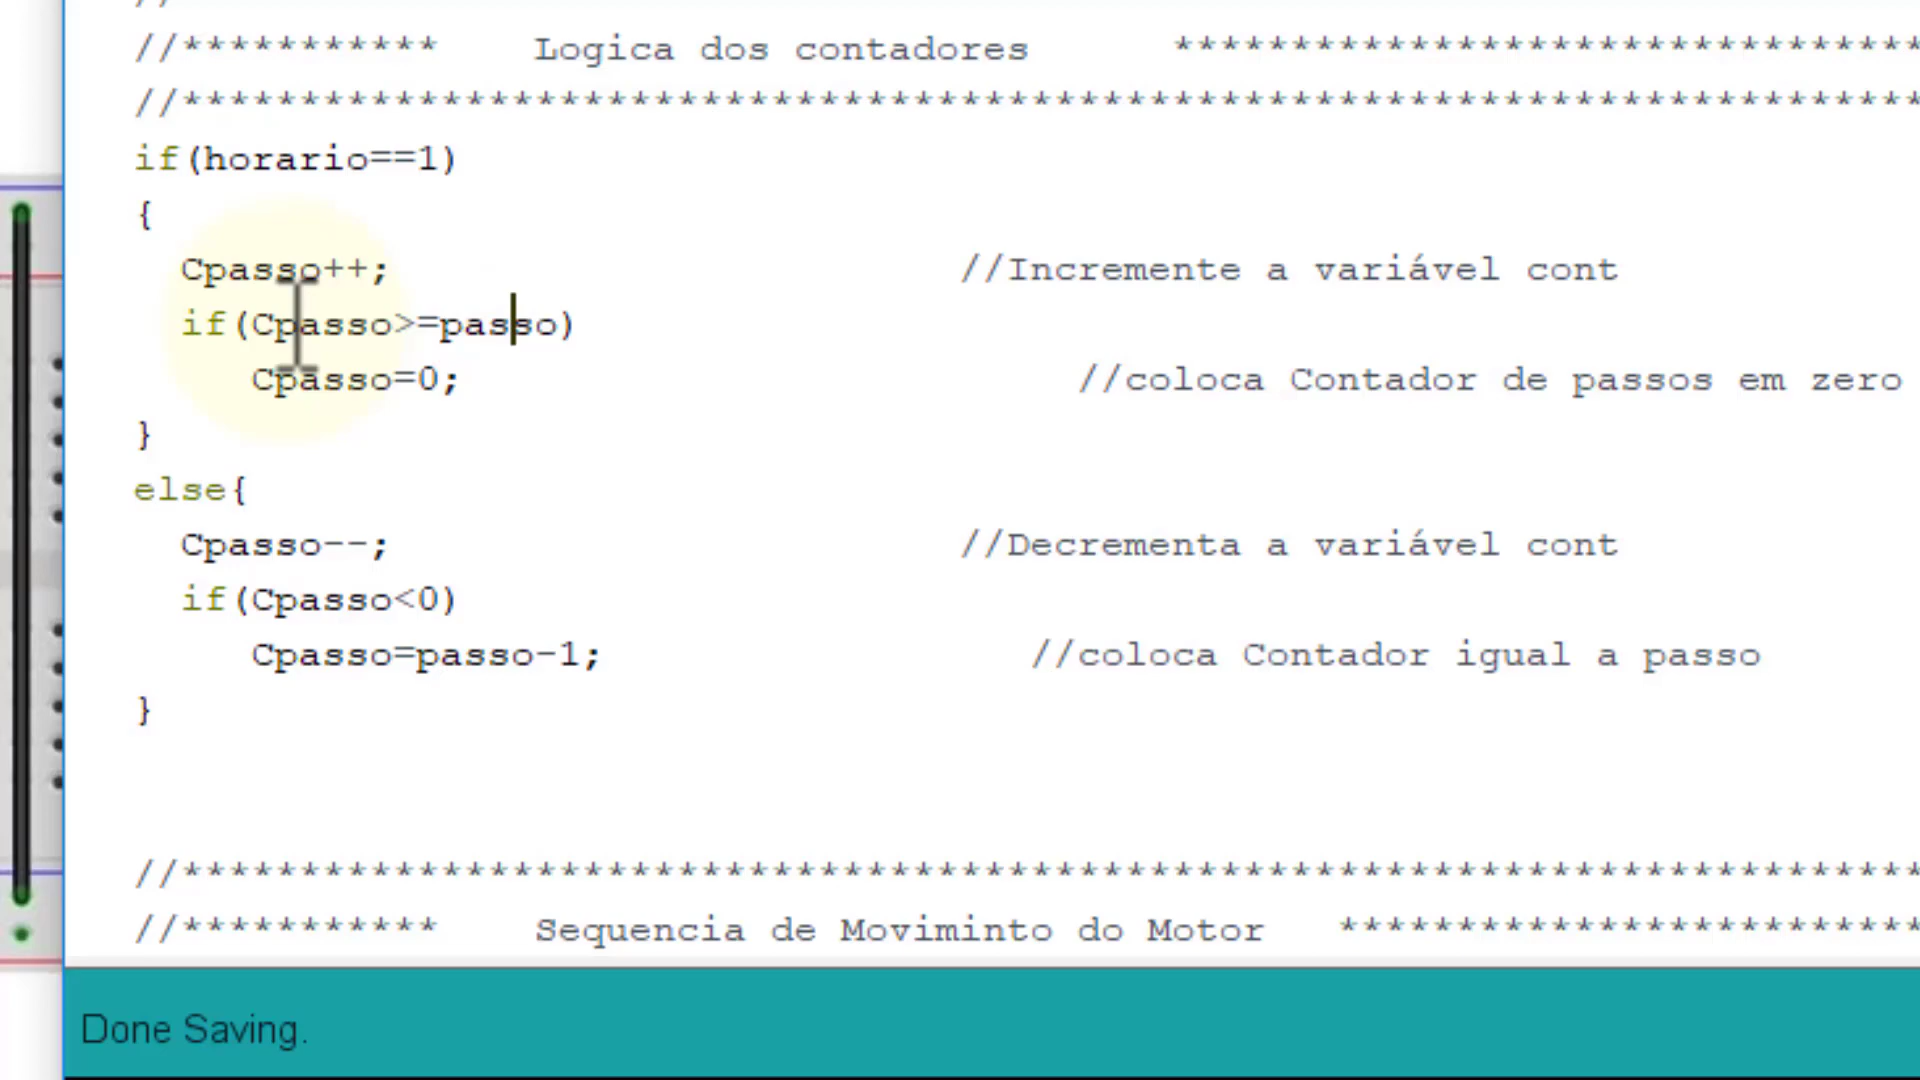 //*********** Logica dos contadores ********************************
//**************************************************************************
if(horario==1)
{
Cpasso++; //Incremente a variável cont
if(Cpasso>=passo)
Cpasso=0; //coloca Contador de passos em zero
}
else{
Cpasso--; //Decrementa a variável cont
if(Cpasso<0)
Cpasso=passo-1; //coloca Contador igual a passo
}
//**************************************************************************
//*********** Sequencia de Moviminto do Motor *************************
Done Saving.